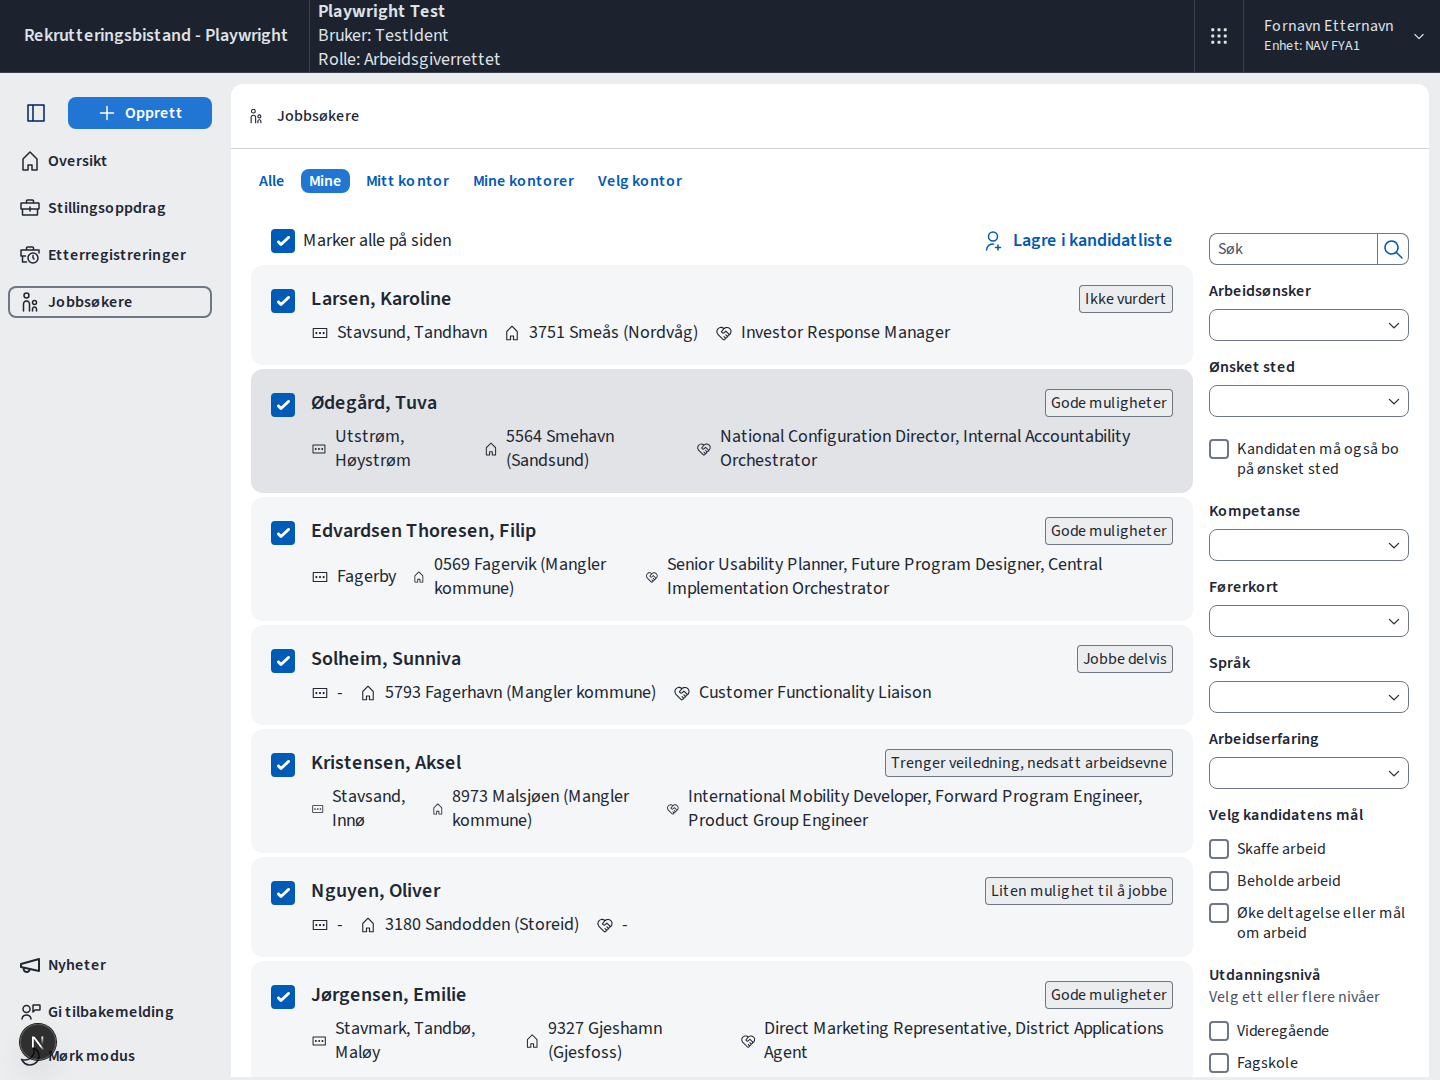 Rekrutteringsbistand - Playwright
Playwright Test
Bruker: TestIdent
Rolle: Arbeidsgiverrettet
Fornavn Etternavn
Enhet: NAV FYA1
Opprett
Oversikt
Stillingsoppdrag
Etterregistreringer
Jobbsøkere
Nyheter
Gi tilbakemelding
Mørk modus
N
Jobbsøkere
Alle
Mine
Mitt kontor
Mine kontorer
Velg kontor
Marker alle på siden
Lagre i kandidatliste
Larsen, Karoline
Ikke vurdert
Stavsund, Tandhavn
3751 Smeås (Nordvåg)
Investor Response Manager
Ødegård, Tuva
Gode muligheter
Utstrøm,
Høystrøm
5564 Smehavn
(Sandsund)
National Configuration Director, Internal Accountability
Orchestrator
Edvardsen Thoresen, Filip
Gode muligheter
Fagerby
0569 Fagervik (Mangler
kommune)
Senior Usability Planner, Future Program Designer, Central
Implementation Orchestrator
Solheim, Sunniva
Jobbe delvis
-
5793 Fagerhavn (Mangler kommune)
Customer Functionality Liaison
Kristensen, Aksel
Trenger veiledning, nedsatt arbeidsevne
Stavsand,
Innø
8973 Malsjøen (Mangler
kommune)
International Mobility Developer, Forward Program Engineer,
Product Group Engineer
Nguyen, Oliver
Liten mulighet til å jobbe
-
3180 Sandodden (Storeid)
-
Jørgensen, Emilie
Gode muligheter
Stavmark, Tandbø,
Maløy
9327 Gjeshamn
(Gjesfoss)
Direct Marketing Representative, District Applications
Agent
Søk
Arbeidsønsker
Ønsket sted
Kandidaten må også bo
på ønsket sted
Kompetanse
Førerkort
Språk
Arbeidserfaring
Velg kandidatens mål
Skaffe arbeid
Beholde arbeid
Øke deltagelse eller mål
om arbeid
Utdanningsnivå
Velg ett eller flere nivåer
Videregående
Fagskole